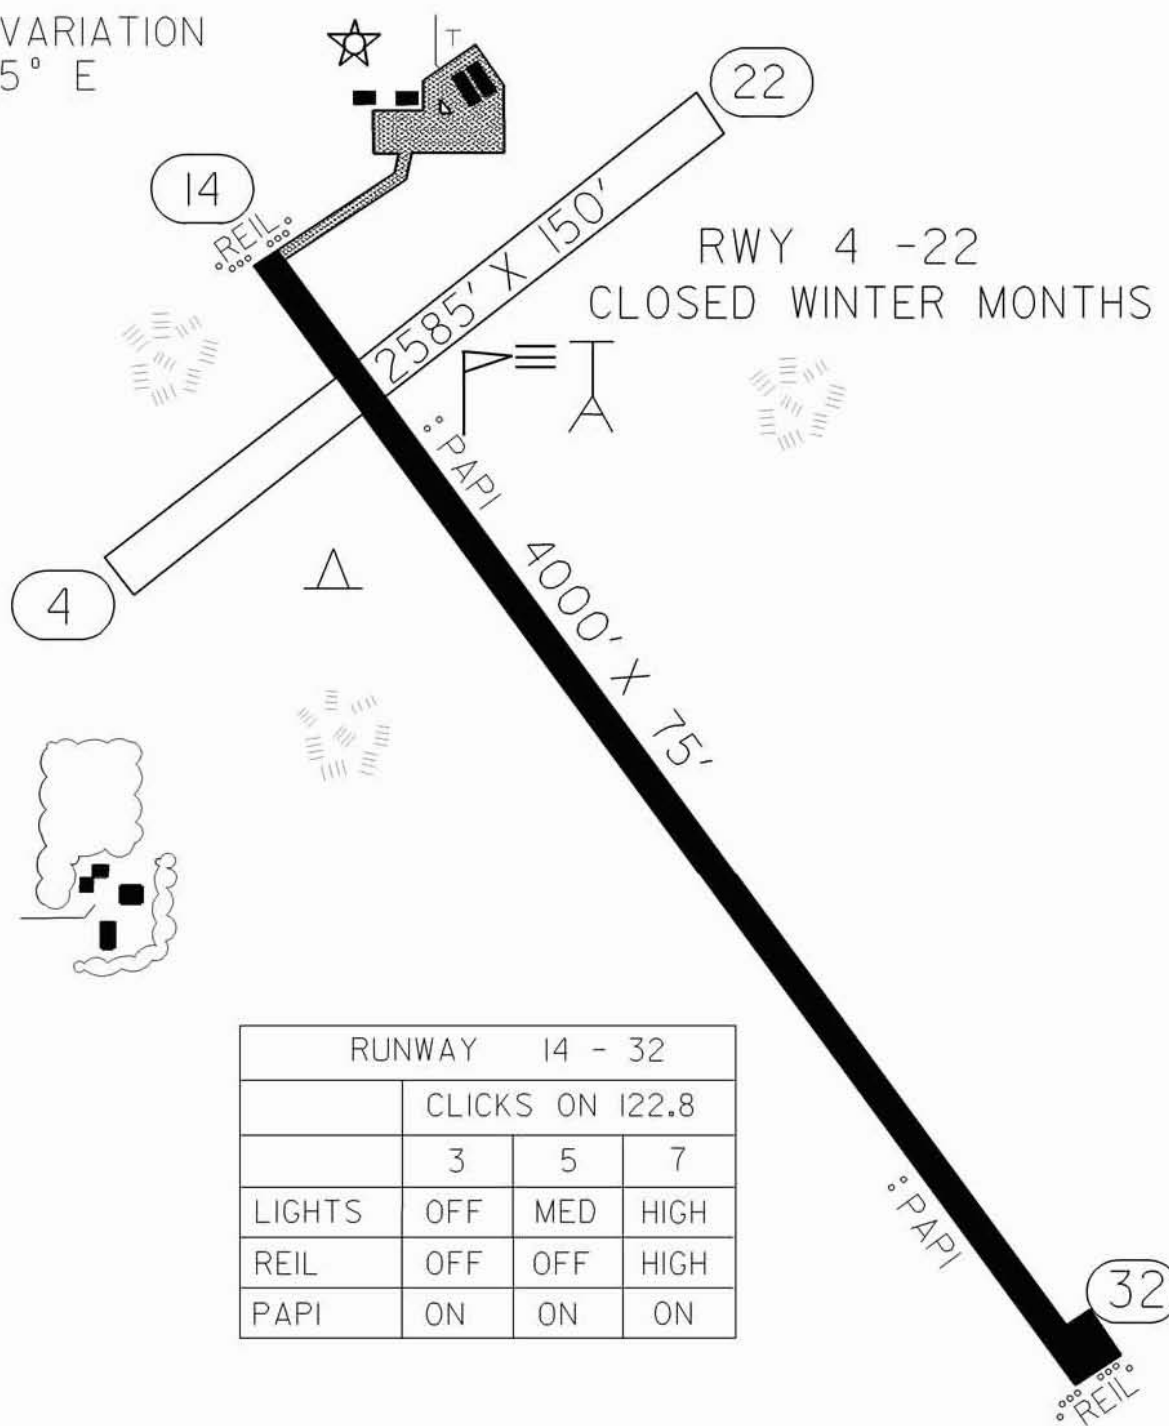 VARIATION
5° E
T
22
14
REIL
2585' X 150'
RWY 4 -22
CLOSED WINTER MONTHS
PAPI
4000' X 75'
4
RUNWAY 14 - 32
CLICKS ON 122.8
3 5 7
LIGHTS OFF MED HIGH
REIL OFF OFF HIGH
PAPI ON ON ON
PAPI
32
REIL